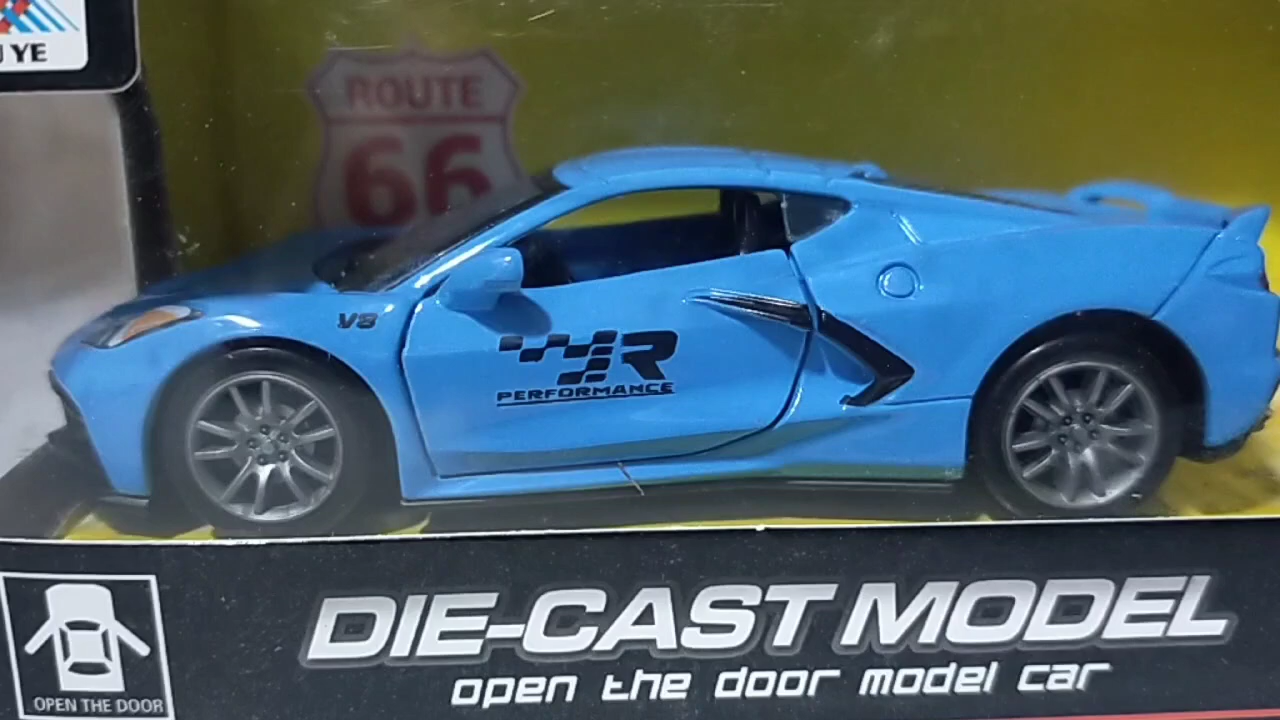 YE
ROUTE
66
V8
R
PERFORMANCE
DIE-CAST MODEL
open the door model car
OPEN THE DOOR